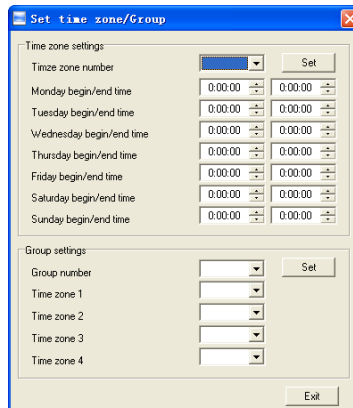 Set time zone/Group
Time zone settings
Timze zone number Set
Monday begin/end time 0:00:00 0:00:00
Tuesday begin/end time 0:00:00 0:00:00
Wednesday begin/end time 0:00:00 0:00:00
Thursday begin/end time 0:00:00 0:00:00
Friday begin/end time 0:00:00 0:00:00
Saturday begin/end time 0:00:00 0:00:00
Sunday begin/end time 0:00:00 0:00:00
Group settings
Group number Set
Time zone 1
Time zone 2
Time zone 3
Time zone 4
Exit